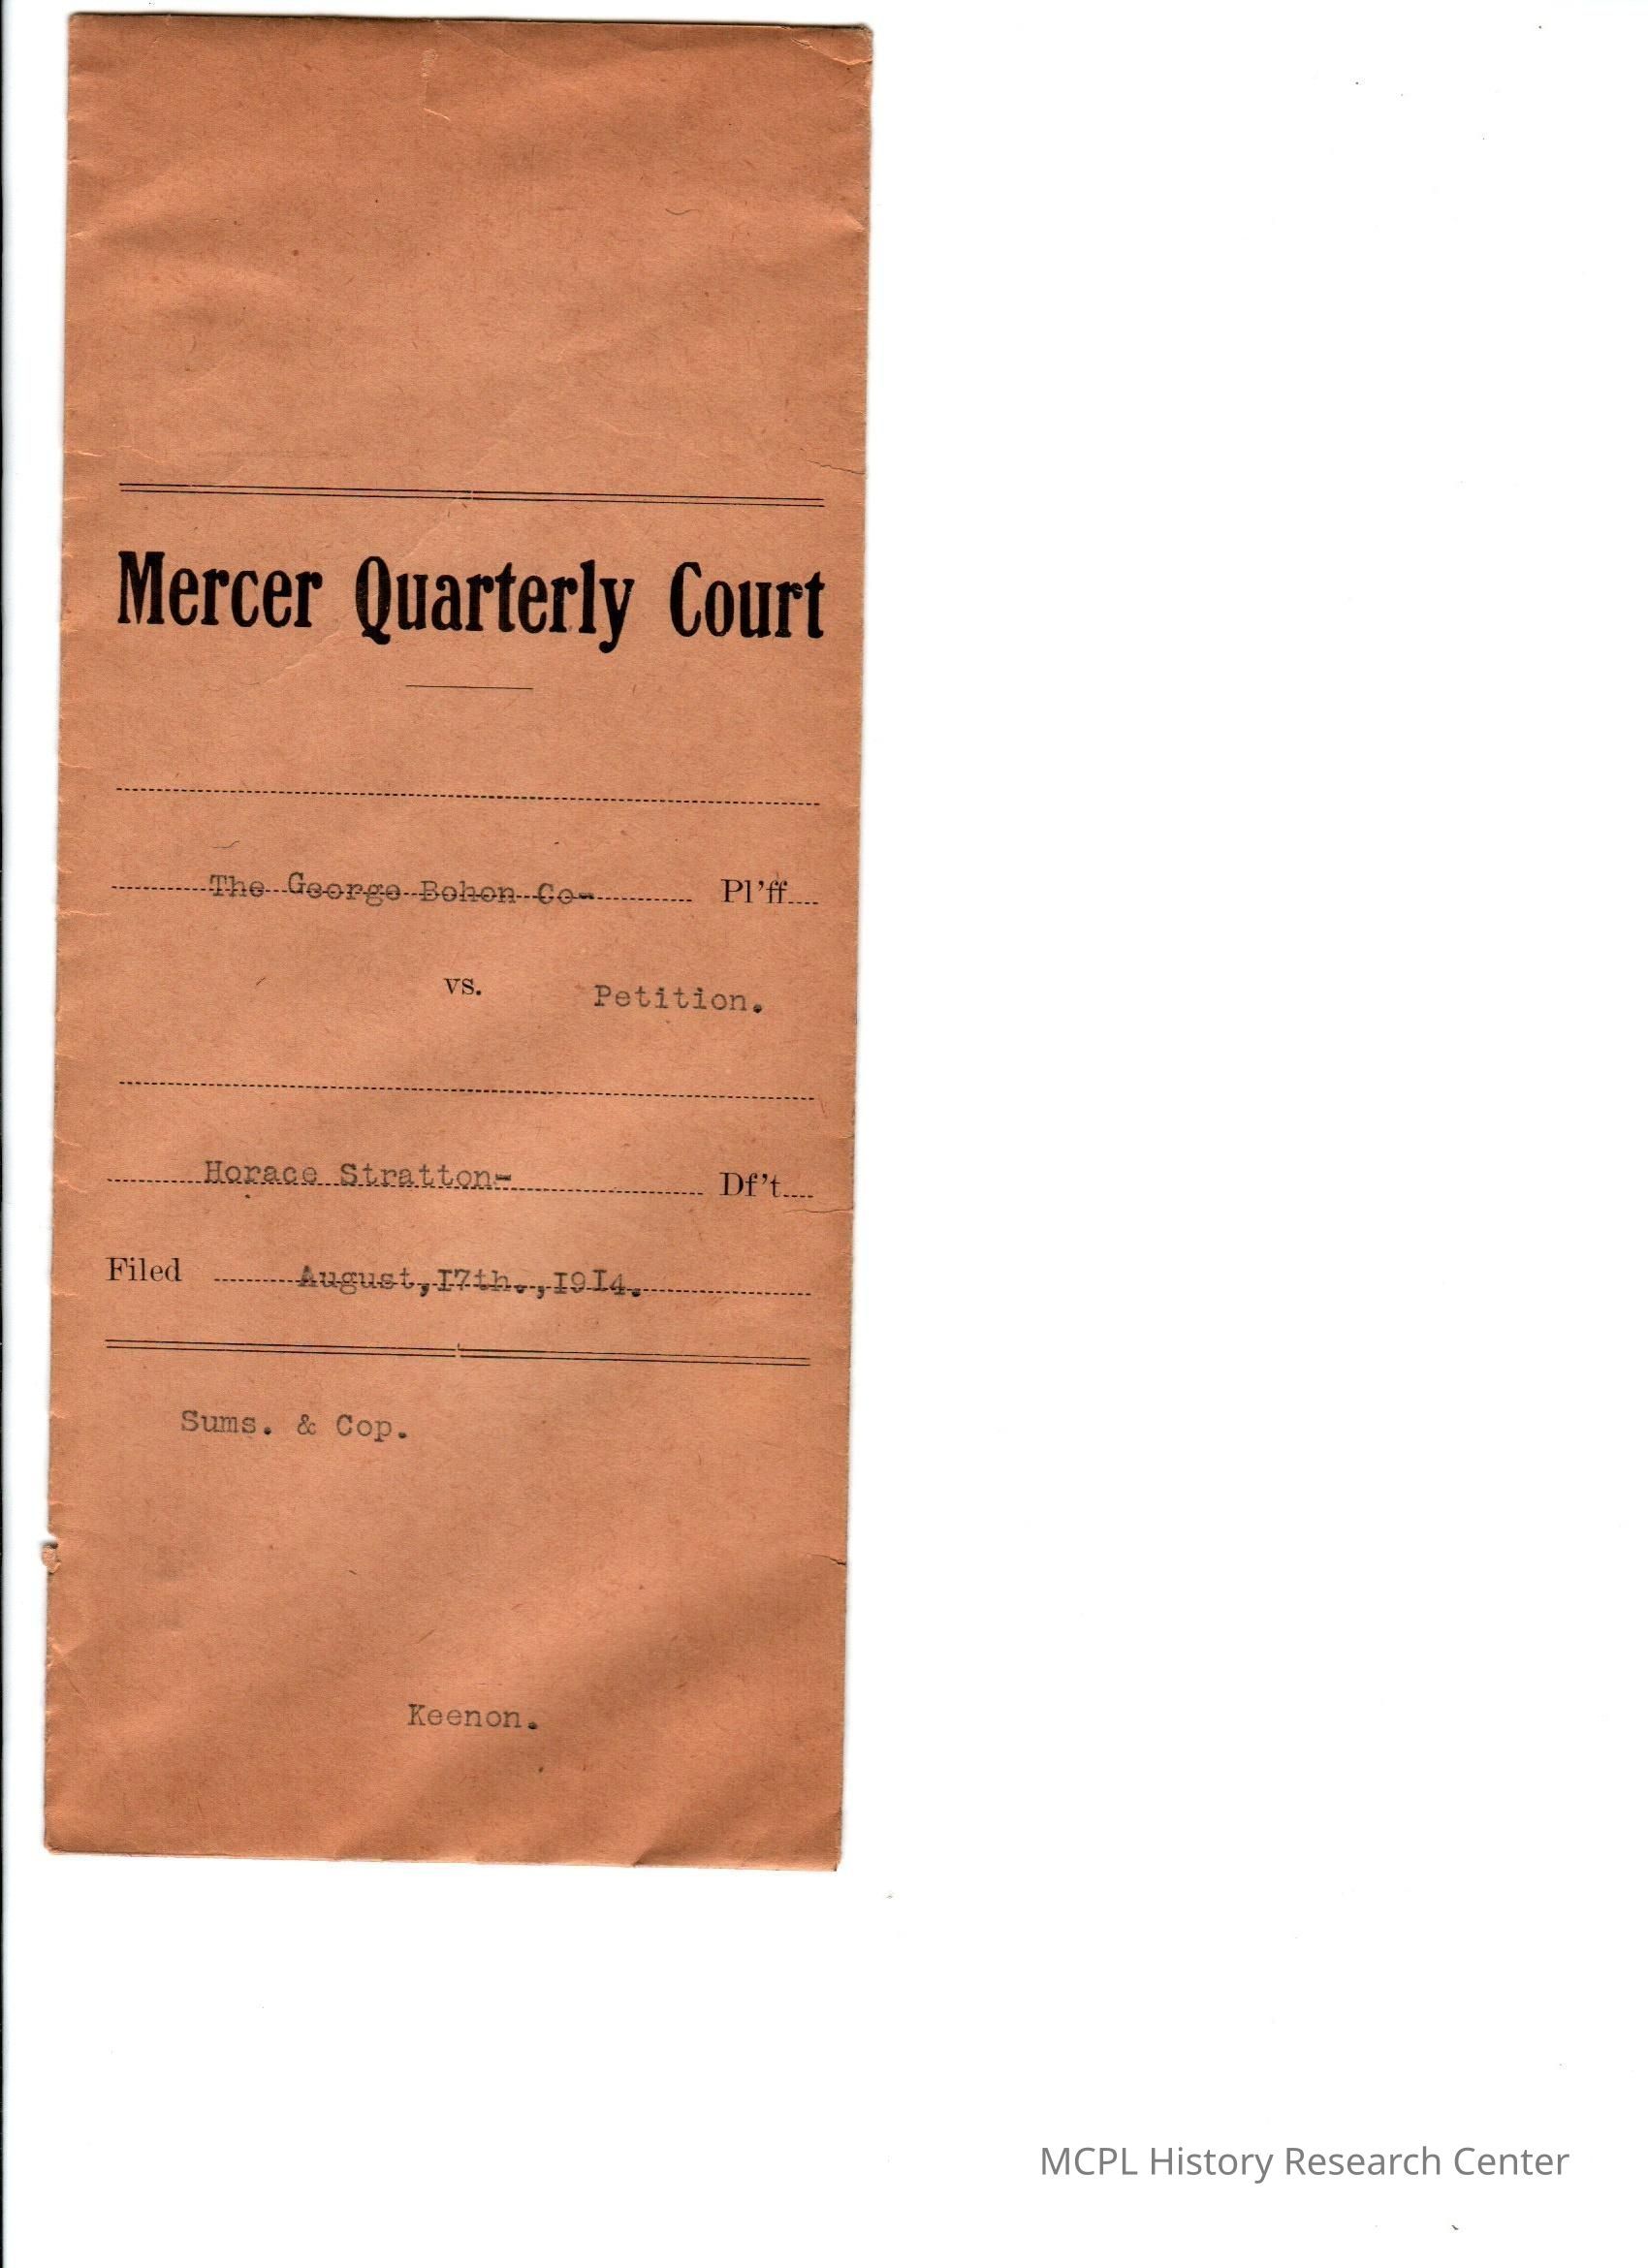 Mercer Quarterly Court
The George Bohon Co- Pl'ff
vs. Petition.
Horace Stratton- Df't
Filed August,I7th.,I9I4.
Sums. & Cop.
Keenon.
MCPL History Research Center